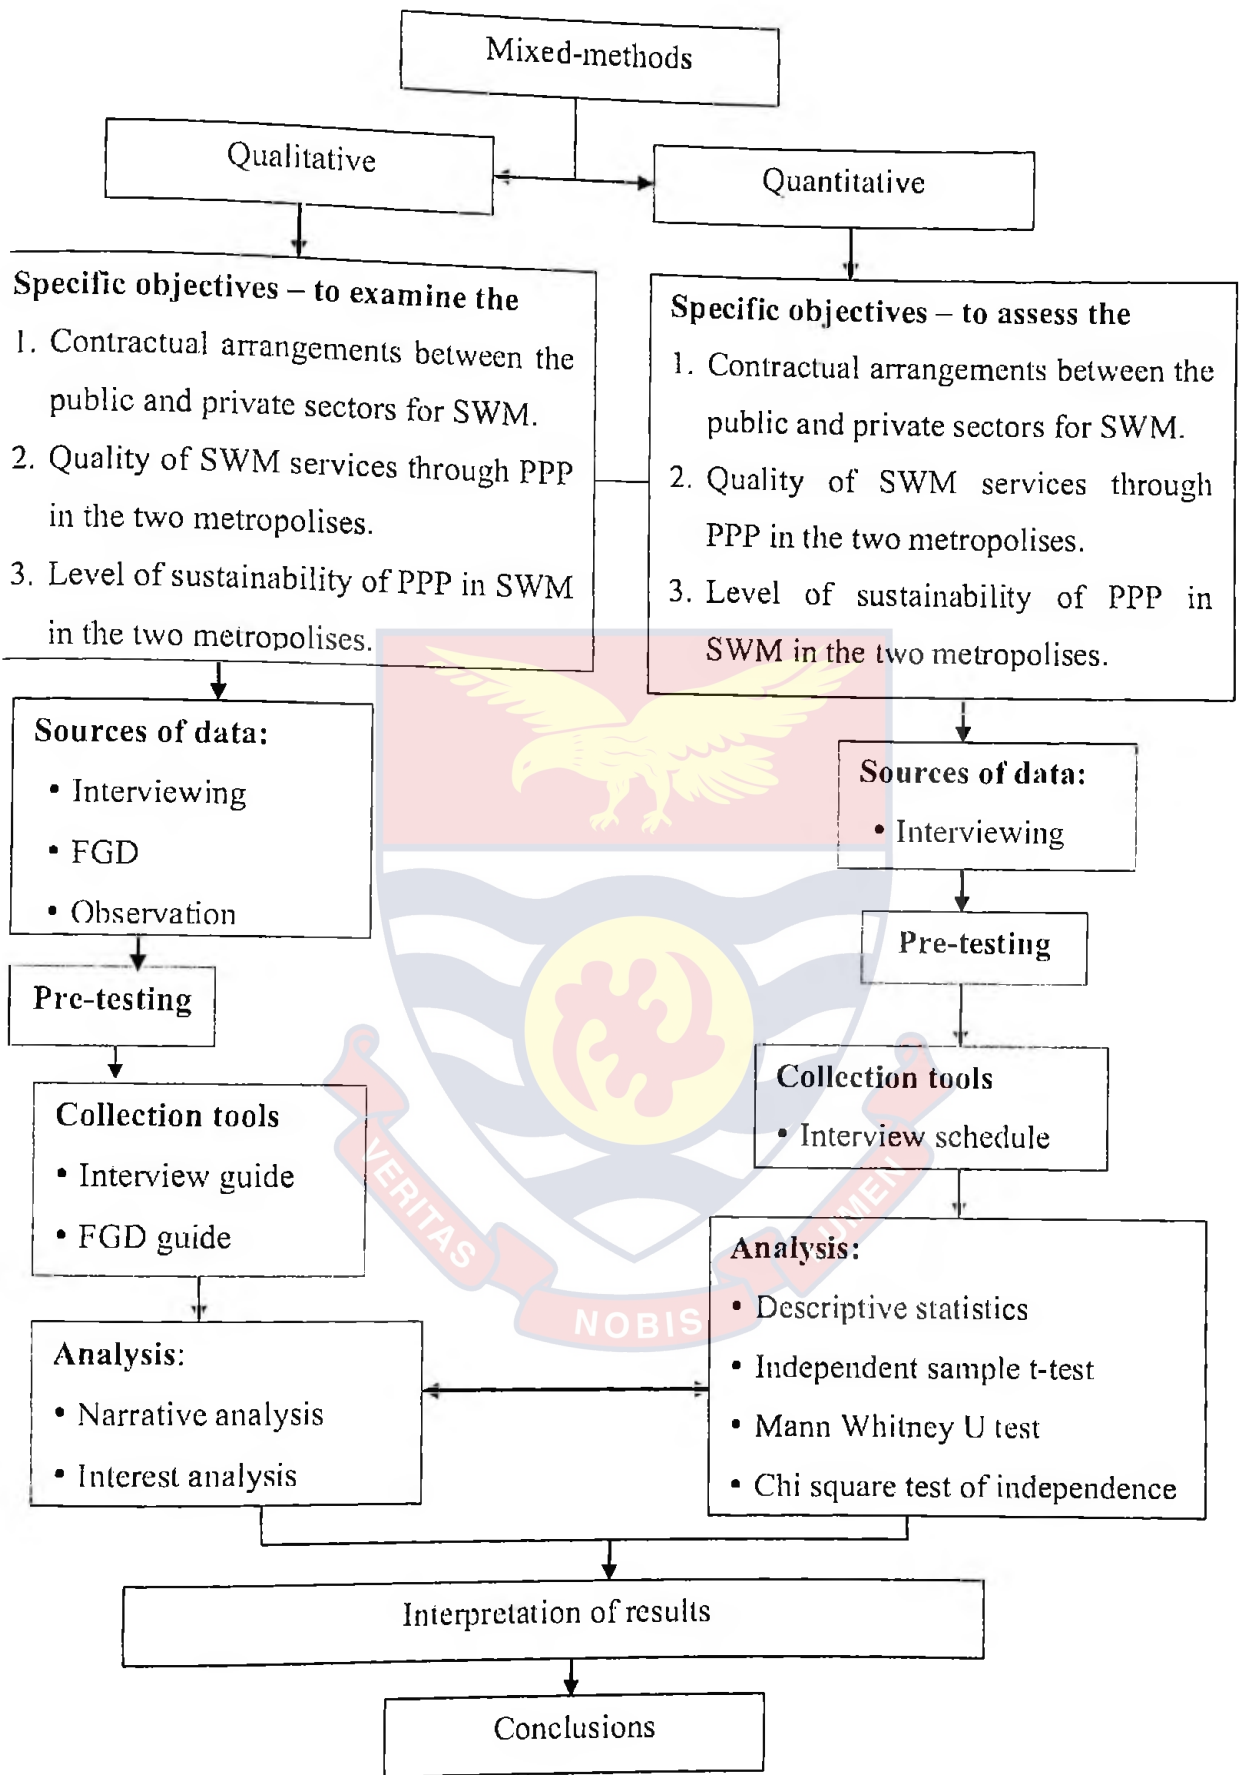 Mixed-methods
Qualitative
Quantitative
Specific objectives – to examine the
1. Contractual arrangements between the
public and private sectors for SWM.
2. Quality of SWM services through PPP
in the two metropolises.
3. Level of sustainability of PPP in SWM
in the two metropolises.
Specific objectives – to assess the
1. Contractual arrangements between the
public and private sectors for SWM.
2. Quality of SWM services through
PPP in the two metropolises.
3. Level of sustainability of PPP in
SWM in the two metropolises.
Sources of data:
• Interviewing
• FGD
• Observation
Sources of data:
• Interviewing
Pre-testing
Pre-testing
Collection tools
• Interview guide
• FGD guide
Collection tools
• Interview schedule
Analysis:
• Narrative analysis
• Interest analysis
Analysis:
• Descriptive statistics
• Independent sample t-test
• Mann Whitney U test
• Chi square test of independence
VERITAS NOBIS LUMEN
Interpretation of results
Conclusions